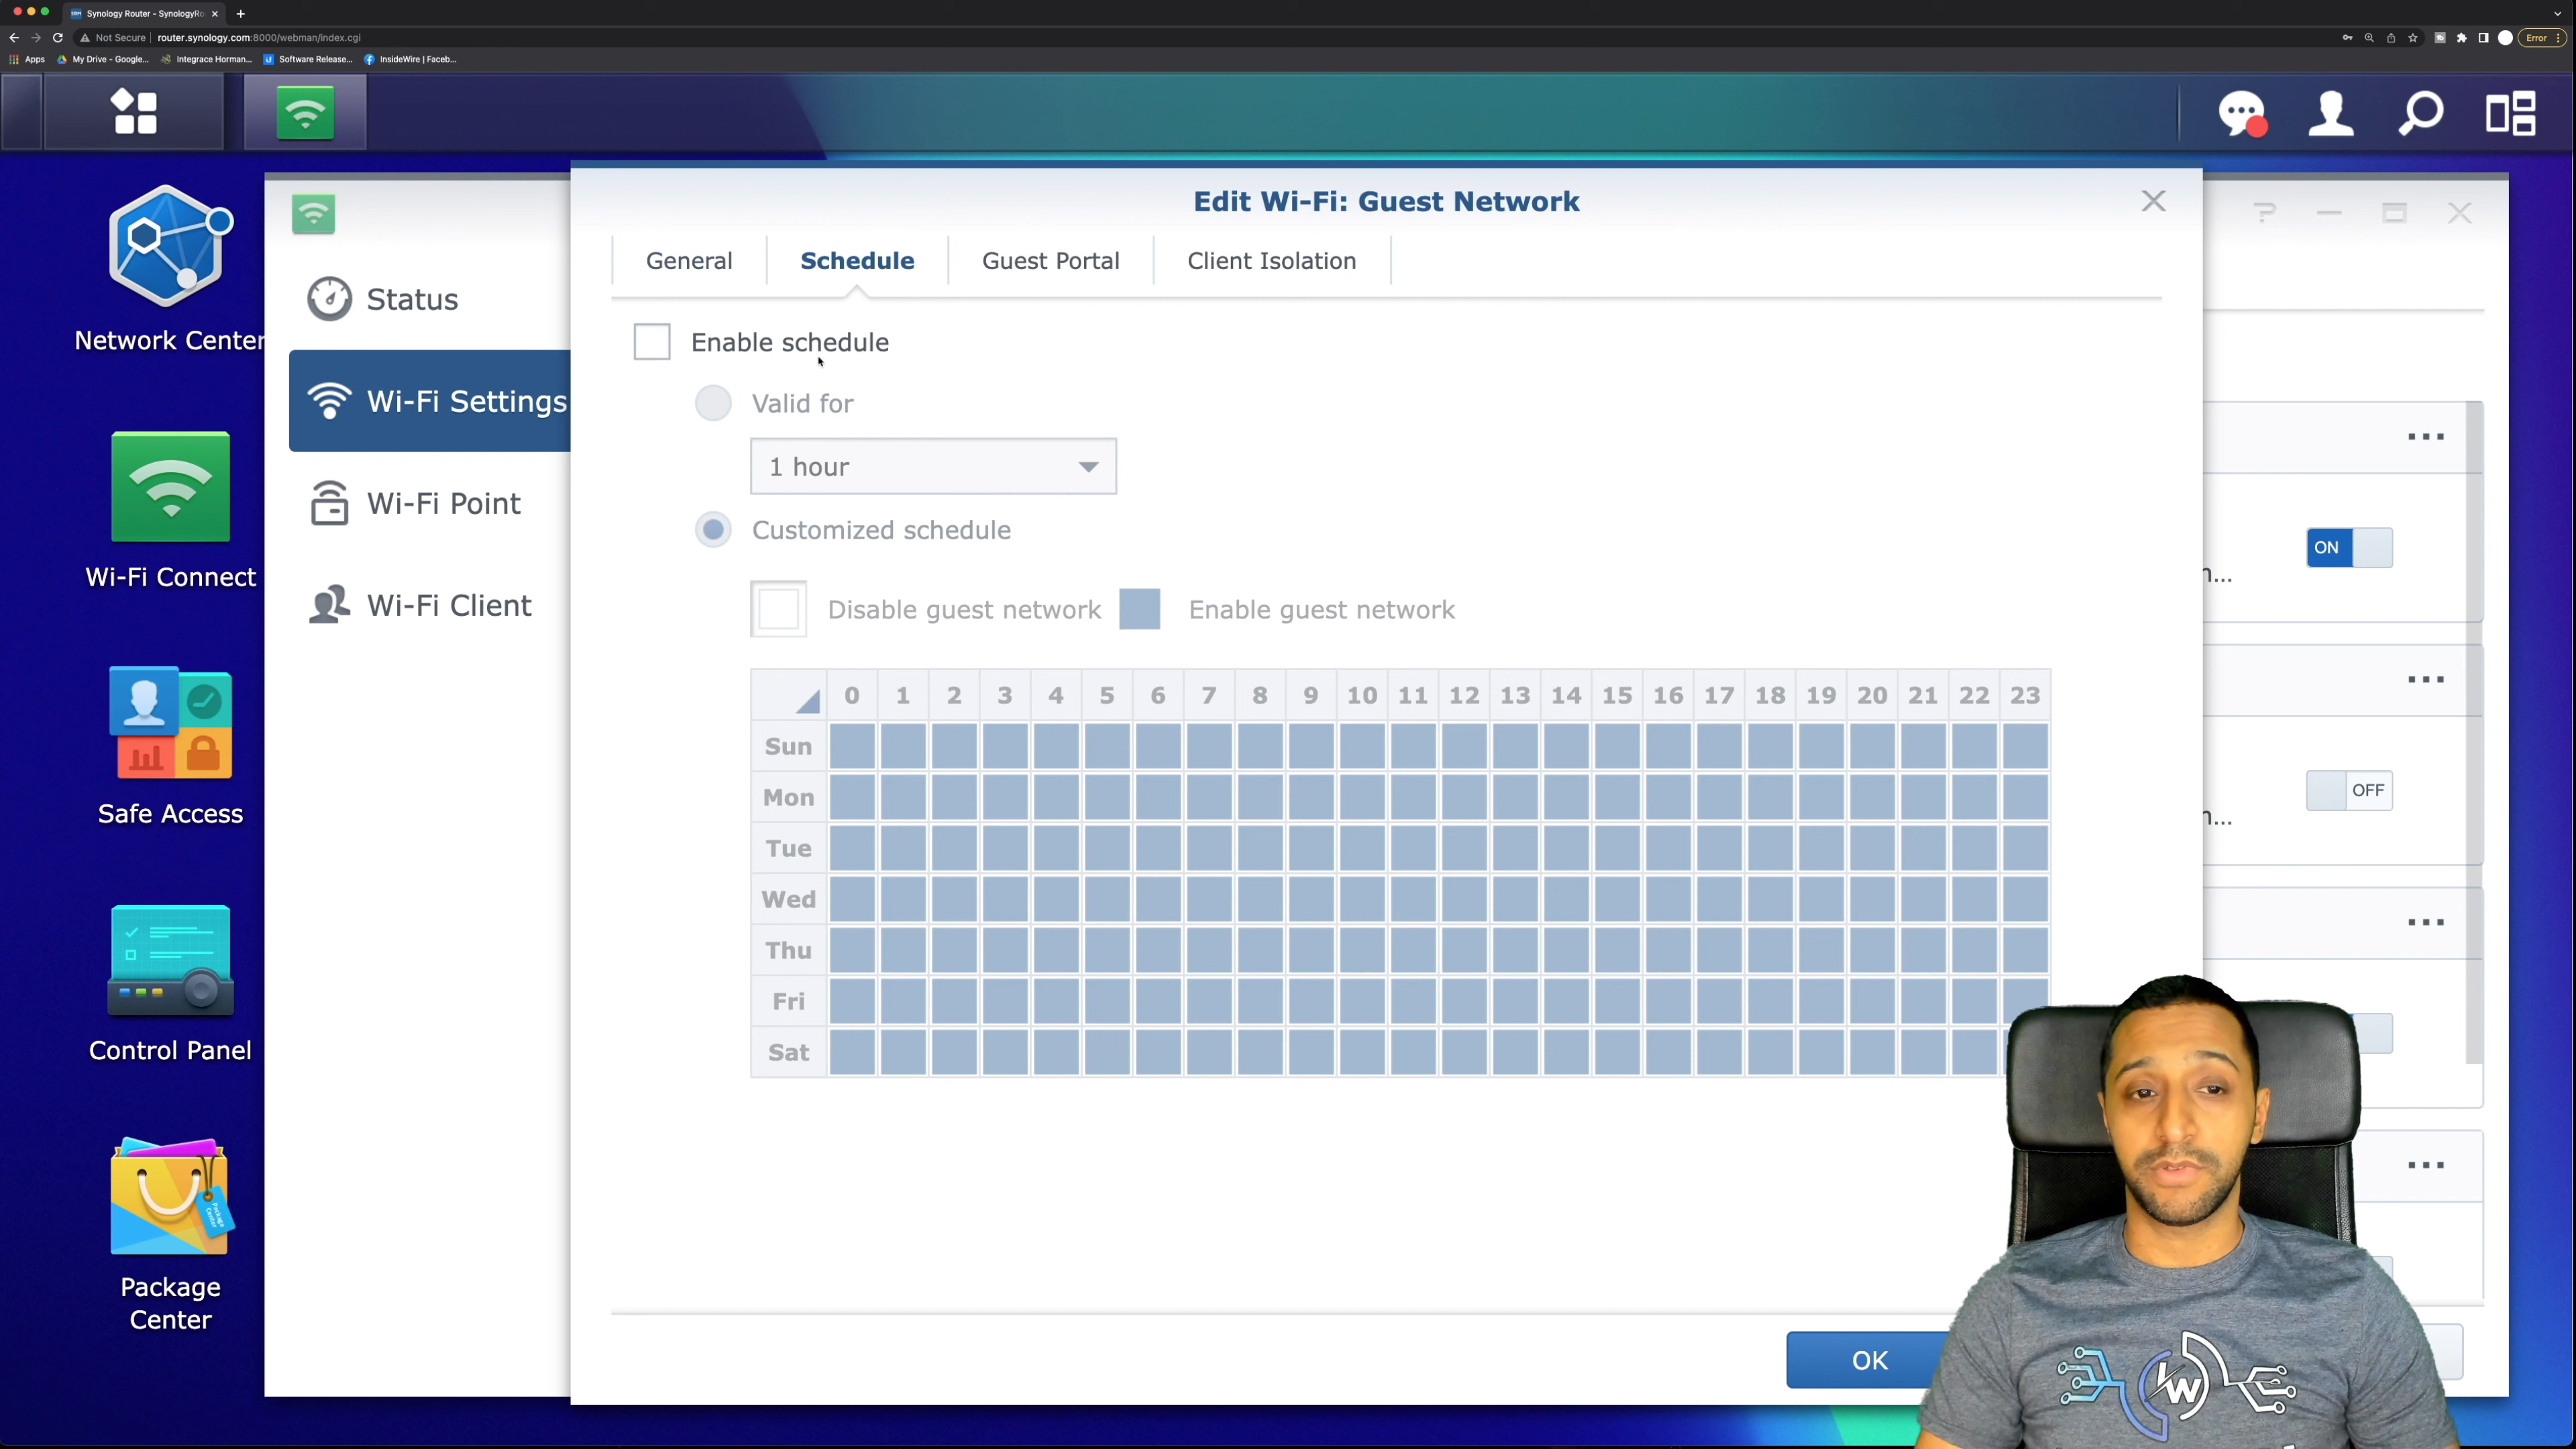 Synology Router - SynologyRo
Not Secure
router.synology.com:8000/webman/index.cgi
Error
Apps
My Drive - Google...
Integrace Horman...
Software Release...
InsideWire | Faceb...
Network Center
Wi-Fi Connect
Safe Access
Control Panel
Package
Center
Status
Wi-Fi Settings
Wi-Fi Point
Wi-Fi Client
Edit Wi-Fi: Guest Network
General
Schedule
Guest Portal
Client Isolation
Enable schedule
Valid for
1 hour
Customized schedule
Disable guest network
Enable guest network
0 1 2 3 4 5 6 7 8 9 10 11 12 13 14 15 16 17 18 19 20 21 22 23
Sun
Mon
Tue
Wed
Thu
Fri
Sat
OK
ON
n...
OFF
n...
W